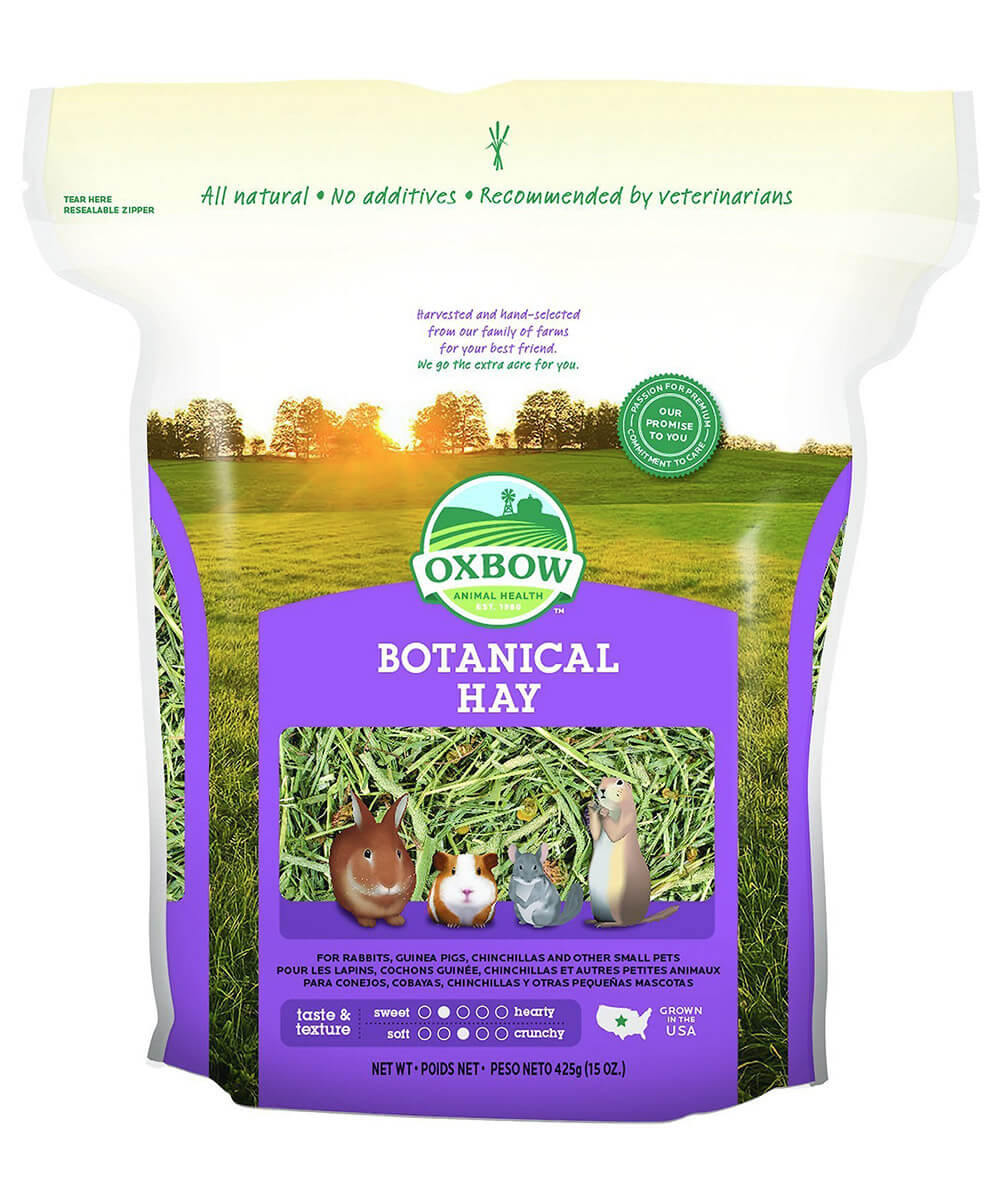 TEAR HERE
RESEALABLE ZIPPER
All natural • No additives • Recommended by veterinarians
Harvested and hand-selected
from our family of farms
for your best friend.
We go the extra acre for you.
PASSION FOR PREMIUM
OUR
PROMISE
TO YOU
COMMITMENT TO CARE
OXBOW
ANIMAL HEALTH
EST. 1980
TM
BOTANICAL
HAY
FOR RABBITS, GUINEA PIGS, CHINCHILLAS AND OTHER SMALL PETS
POUR LES LAPINS, COCHONS GUINÉE, CHINCHILLAS ET AUTRES PETITES ANIMAUX
PARA CONEJOS, COBAYAS, CHINCHILLAS Y OTRAS PEQUEÑAS MASCOTAS
taste &
texture
sweet hearty
soft crunchy
GROWN
IN THE
USA
NET WT • POIDS NET • PESO NETO 425g (15 OZ.)